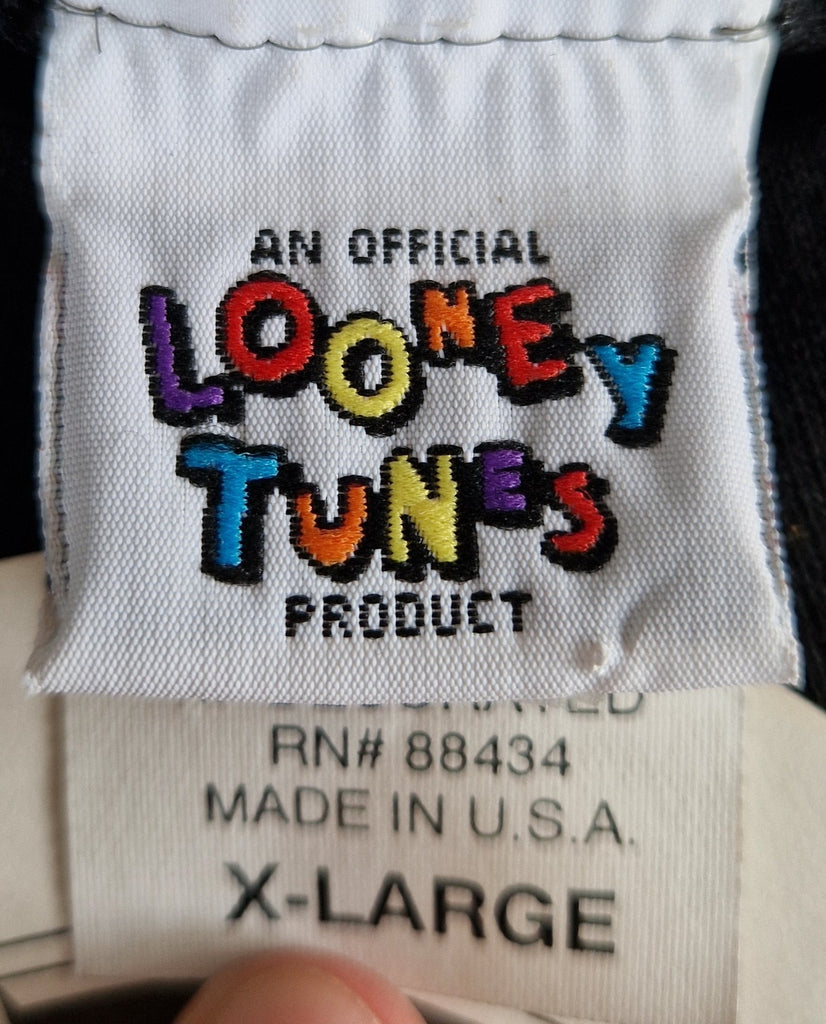 AN OFFICIAL
LOONEY
TUNES
PRODUCT
RN# 88434
MADE IN U.S.A.
X-LARGE